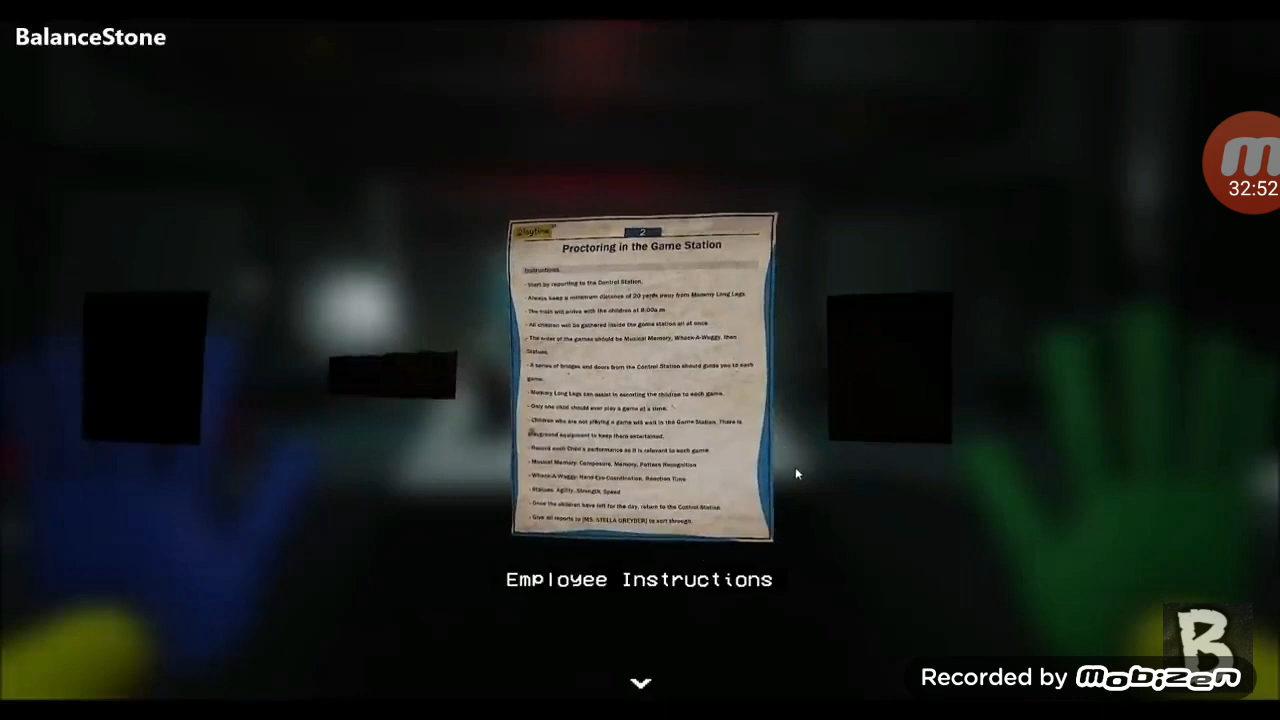 BalanceStone
32:52
Playtime
2
Proctoring in the Game Station
Instructions
- Start by reporting to the Control Station.
- Always keep a minimum distance of 20 yards away from Mommy Long Legs.
- The train will arrive with the children at 8:00a.m
- All children will be gathered inside the game station all at once
- The order of the games should be Musical Memory, Whack-A-Wuggy, then
Statues.
- A series of bridges and doors from the Control Station should guide you to each
game.
- Mommy Long Legs can assist in escorting the children to each game.
- Only one child should ever play a game at a time.
- Children who are not playing a game will wait in the Game Station. There is
playground equipment to keep them entertained.
- Record each Child's performance as it is relevant to each game
- Musical Memory: Composure, Memory, Pattern Recognition
- Whack-A-Wuggy: Hand-Eye-Coordination, Reaction Time
- Statues: Agility, Strength, Speed
- Once the children have left for the day, return to the Control Station.
- Give all reports to [MS. STELLA GREYBER] to sort through.
Employee Instructions
B
Recorded by Mobizen